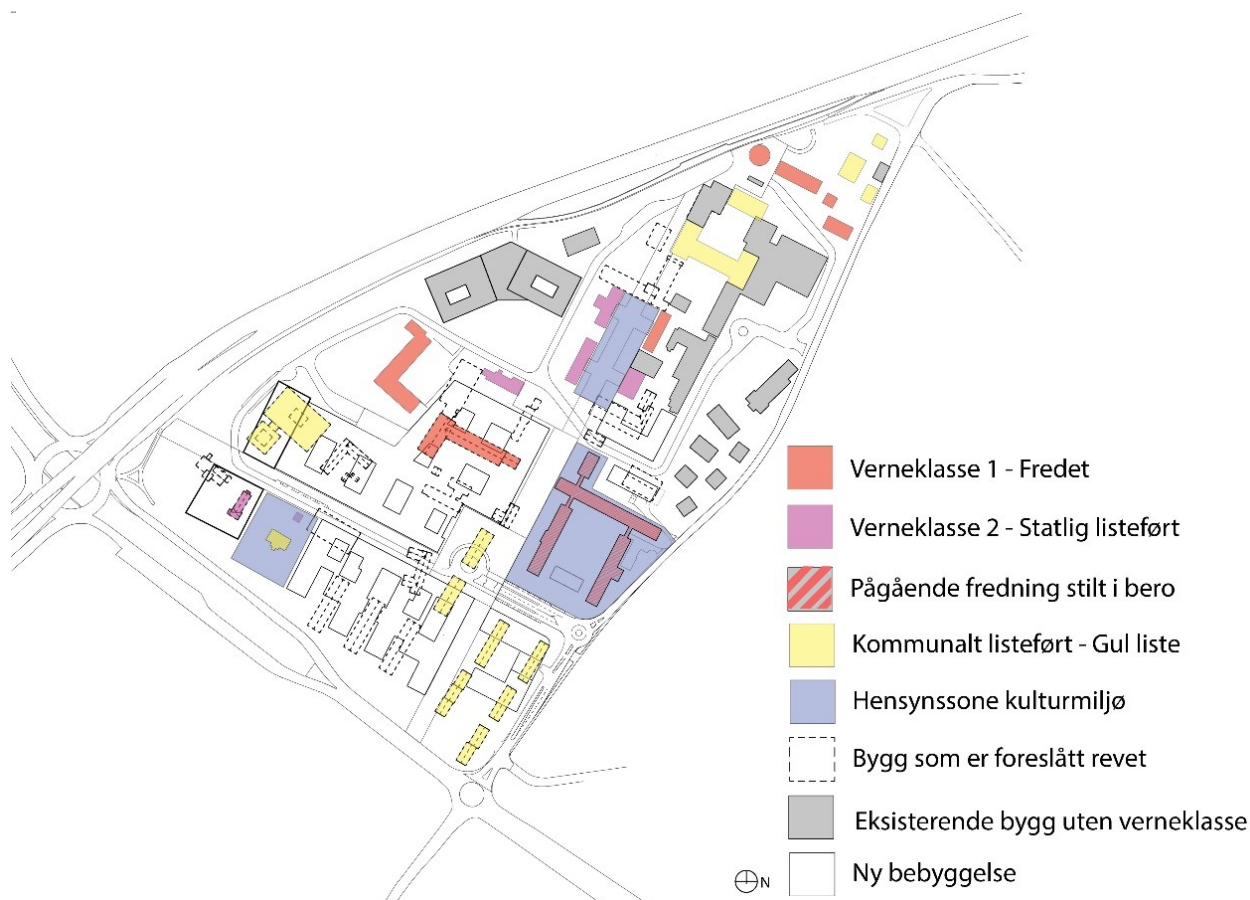 Verneklasse 1 - Fredet
Verneklasse 2 - Statlig listeført
Pågående fredning stilt i bero
Kommunalt listeført - Gul liste
Hensynssone kulturmiljø
Bygg som er foreslått revet
Eksisterende bygg uten verneklasse
Ny bebyggelse
N